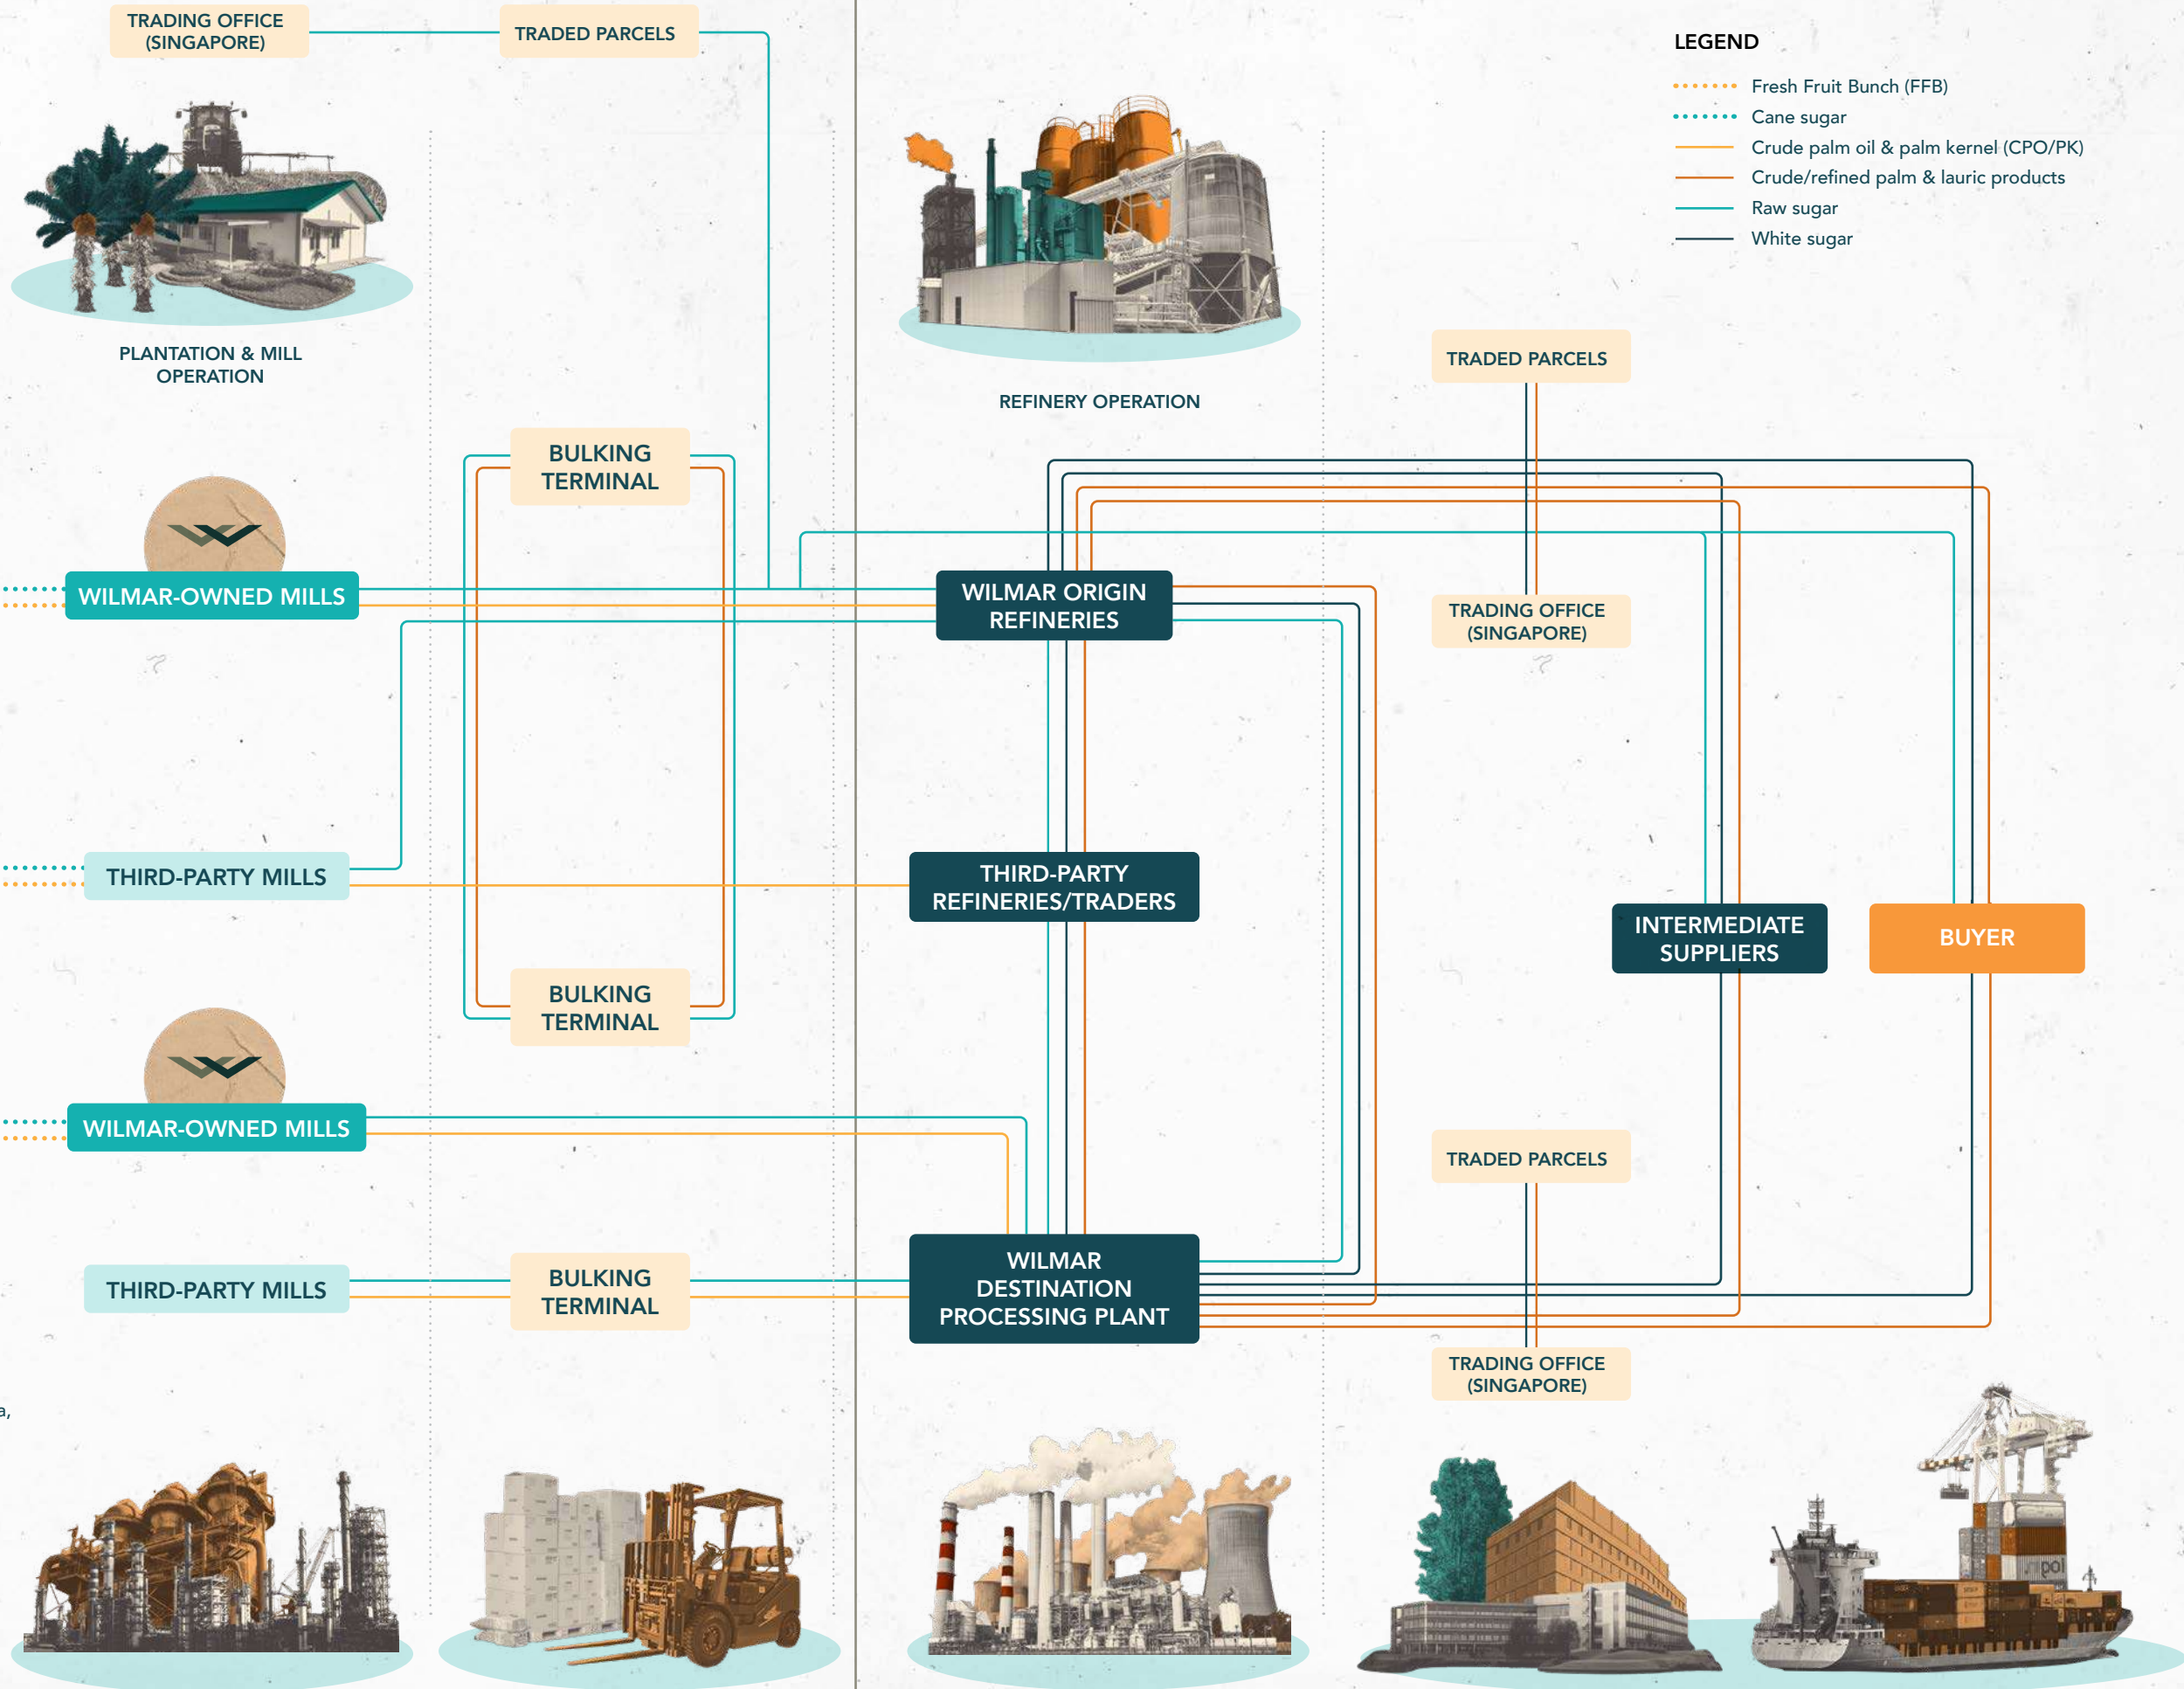 TRADING OFFICE
(SINGAPORE)
TRADED PARCELS
LEGEND
Fresh Fruit Bunch (FFB)
Cane sugar
Crude palm oil & palm kernel (CPO/PK)
Crude/refined palm & lauric products
Raw sugar
White sugar
PLANTATION & MILL
OPERATION
REFINERY OPERATION
TRADED PARCELS
BULKING
TERMINAL
WILMAR-OWNED MILLS
WILMAR ORIGIN
REFINERIES
TRADING OFFICE
(SINGAPORE)
THIRD-PARTY MILLS
THIRD-PARTY
REFINERIES/TRADERS
INTERMEDIATE
SUPPLIERS
BUYER
BULKING
TERMINAL
WILMAR-OWNED MILLS
TRADED PARCELS
THIRD-PARTY MILLS
BULKING
TERMINAL
WILMAR
DESTINATION
PROCESSING PLANT
TRADING OFFICE
(SINGAPORE)
a,